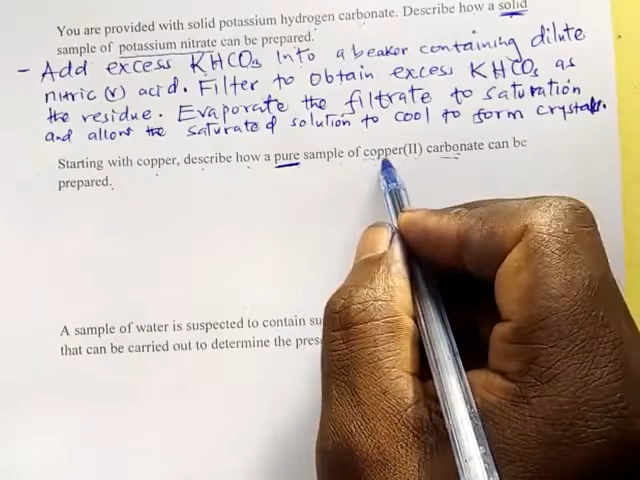 You are provided with solid potassium hydrogen carbonate. Describe how a solid
sample of potassium nitrate can be prepared.
- Add excess KHCO3 Into a beaker containing dilute
nitric (v) acid. Filter to obtain excess KHCO3 as
the residue. Evaporate the filtrate to saturation
and allow the saturated solution to cool to form crystals.
Starting with copper, describe how a pure sample of copper(II) carbonate can be
prepared.
A sample of water is suspected to contain su
that can be carried out to determine the pres